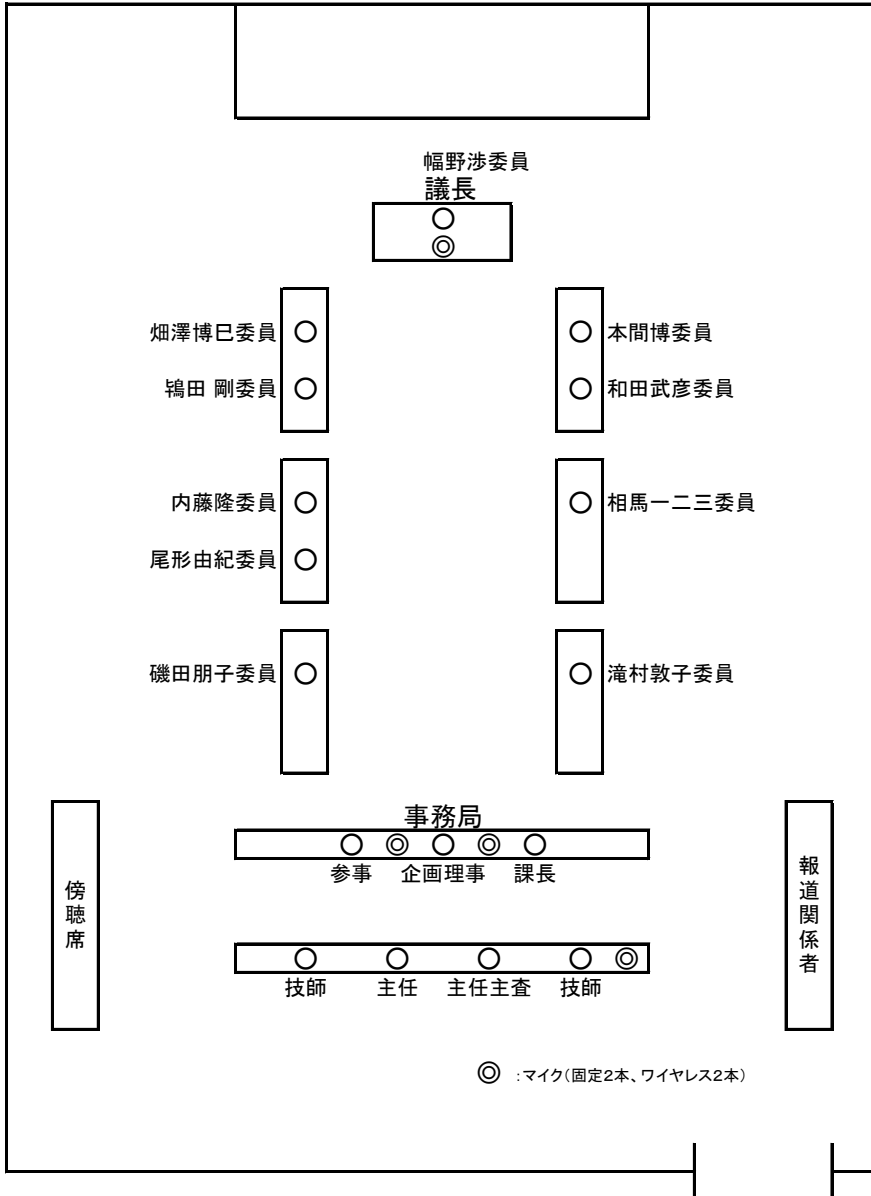 幅野渉委員
議長
畑澤博巳委員
本間博委員
鴇田 剛委員
和田武彦委員
内藤隆委員
相馬一二三委員
尾形由紀委員
磯田朋子委員
滝村敦子委員
事務局
参事
企画理事
課長
傍聴席
報道関係者
技師
主任
主任主査
技師
◎ :マイク(固定2本、ワイヤレス2本)